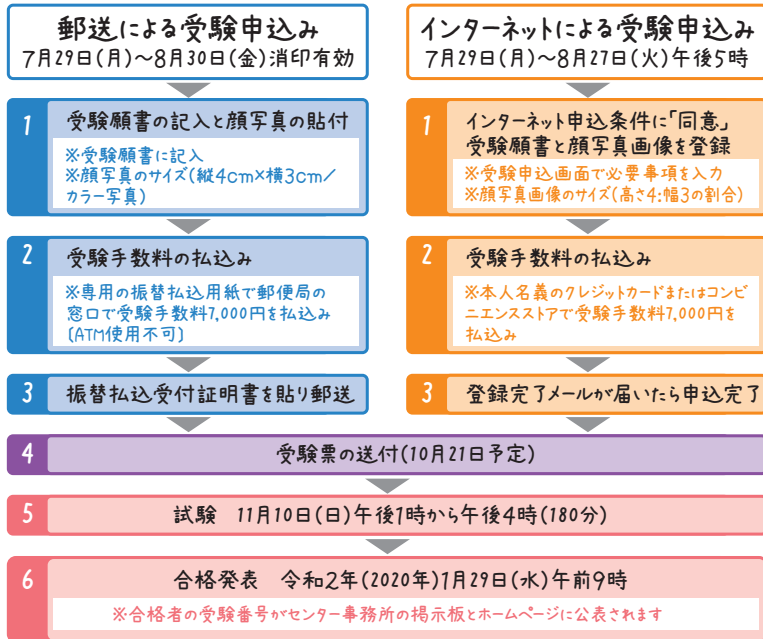 郵送による受験申込み
7月29日(月)～8月30日(金)消印有効
1
受験願書の記入と顔写真の貼付
※受験願書に記入
※顔写真のサイズ(縦4cm×横3cm/
カラー写真)
2
受験手数料の払込み
※専用の振替払込用紙で郵便局の
窓口で受験手数料7,000円を払込み
(ATM使用不可)
3
振替払込受付証明書を貼り郵送
インターネットによる受験申込み
7月29日(月)～8月27日(火)午後5時
1
インターネット申込条件に「同意」
受験願書と顔写真画像を登録
※受験申込画面で必要事項を入力
※顔写真画像のサイズ(高さ4:幅3の割合)
2
受験手数料の払込み
※本人名義のクレジットカードまたはコンビ
ニエンスストアで受験手数料7,000円を
払込み
3
登録完了メールが届いたら申込完了
4
受験票の送付(10月21日予定)
5
試験 11月10日(日)午後1時から午後4時(180分)
6
合格発表 令和2年(2020年)1月29日(水)午前9時
※合格者の受験番号がセンター事務所の掲示板とホームページに公表されます